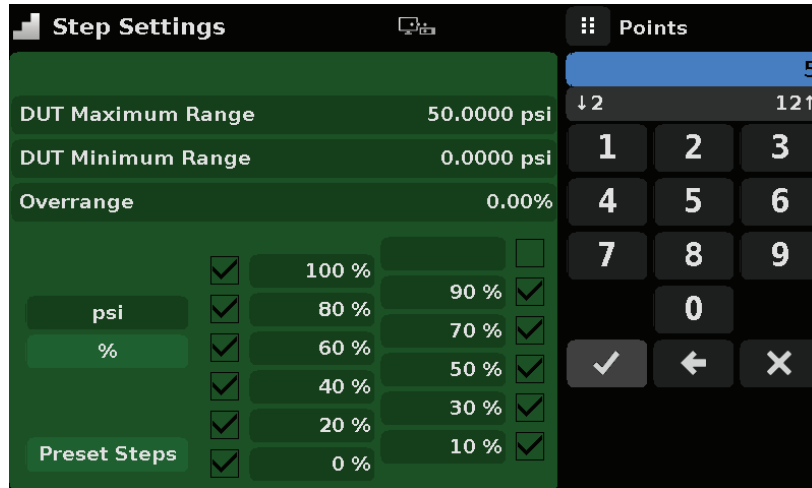 Step Settings
Points
5
↓2 12↑
DUT Maximum Range 50.0000 psi
DUT Minimum Range 0.0000 psi
Overrange 0.00%
100 %
90 %
psi
80 %
70 %
%
60 %
50 %
40 %
30 %
20 %
10 %
Preset Steps
0 %
1 2 3
4 5 6
7 8 9
0